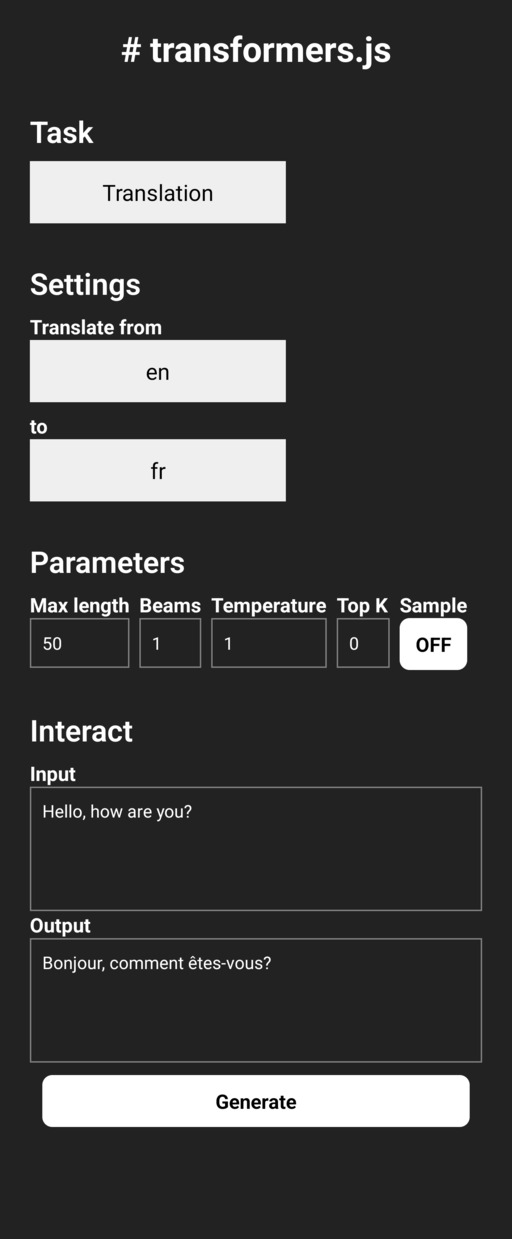 # transformers.js
Task
Translation
Settings
Translate from
en
to
fr
Parameters
Max length Beams Temperature Top K Sample
50 1 1 0 OFF
Interact
Input
Hello, how are you?
Output
Bonjour, comment êtes-vous?
Generate